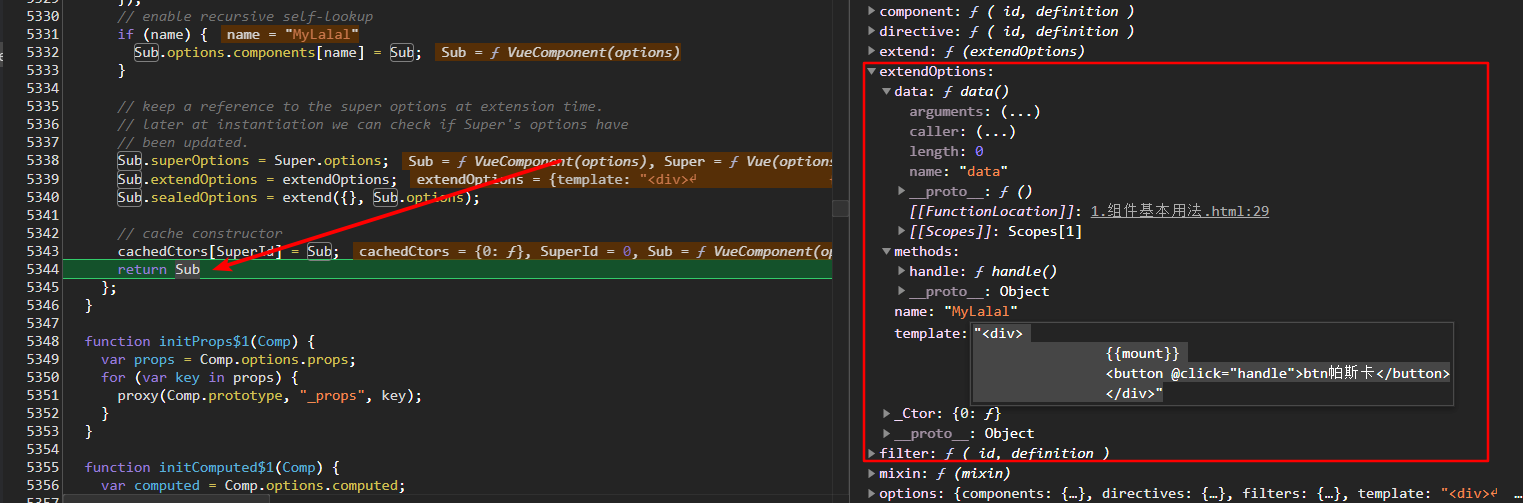 5329 });
5330 // enable recursive self-lookup
5331 if (name) { name = "MyLalal"
5332 Sub.options.components[name] = Sub; Sub = ƒ VueComponent(options)
5333 }
5334
5335 // keep a reference to the super options at extension time.
5336 // later at instantiation we can check if Super's options have
5337 // been updated.
5338 Sub.superOptions = Super.options; Sub = ƒ VueComponent(options), Super = ƒ Vue(option
5339 Sub.extendOptions = extendOptions; extendOptions = {template: "<div>↵
5340 Sub.sealedOptions = extend({}, Sub.options);
5341
5342 // cache constructor
5343 cachedCtors[SuperId] = Sub; cachedCtors = {0: ƒ}, SuperId = 0, Sub = ƒ VueComponent(op
5344 return Sub
5345 };
5346 }
5347
5348 function initProps$1(Comp) {
5349 var props = Comp.options.props;
5350 for (var key in props) {
5351 proxy(Comp.prototype, "_props", key);
5352 }
5353 }
5354
5355 function initComputed$1(Comp) {
5356 var computed = Comp.options.computed;
5357
component: ƒ ( id, definition )
directive: ƒ ( id, definition )
extend: ƒ (extendOptions)
extendOptions:
data: ƒ data()
arguments: (...)
caller: (...)
length: 0
name: "data"
__proto__: ƒ ()
[[FunctionLocation]]: 1.组件基本用法.html:29
[[Scopes]]: Scopes[1]
methods:
handle: ƒ handle()
__proto__: Object
name: "MyLalal"
template: "<div>
{{mount}}
<button @click="handle">btn帕斯卡</button>
</div>"
_Ctor: {0: ƒ}
__proto__: Object
filter: ƒ ( id, definition )
mixin: ƒ (mixin)
options: {components: {…}, directives: {…}, filters: {…}, template: "<div>↵ …